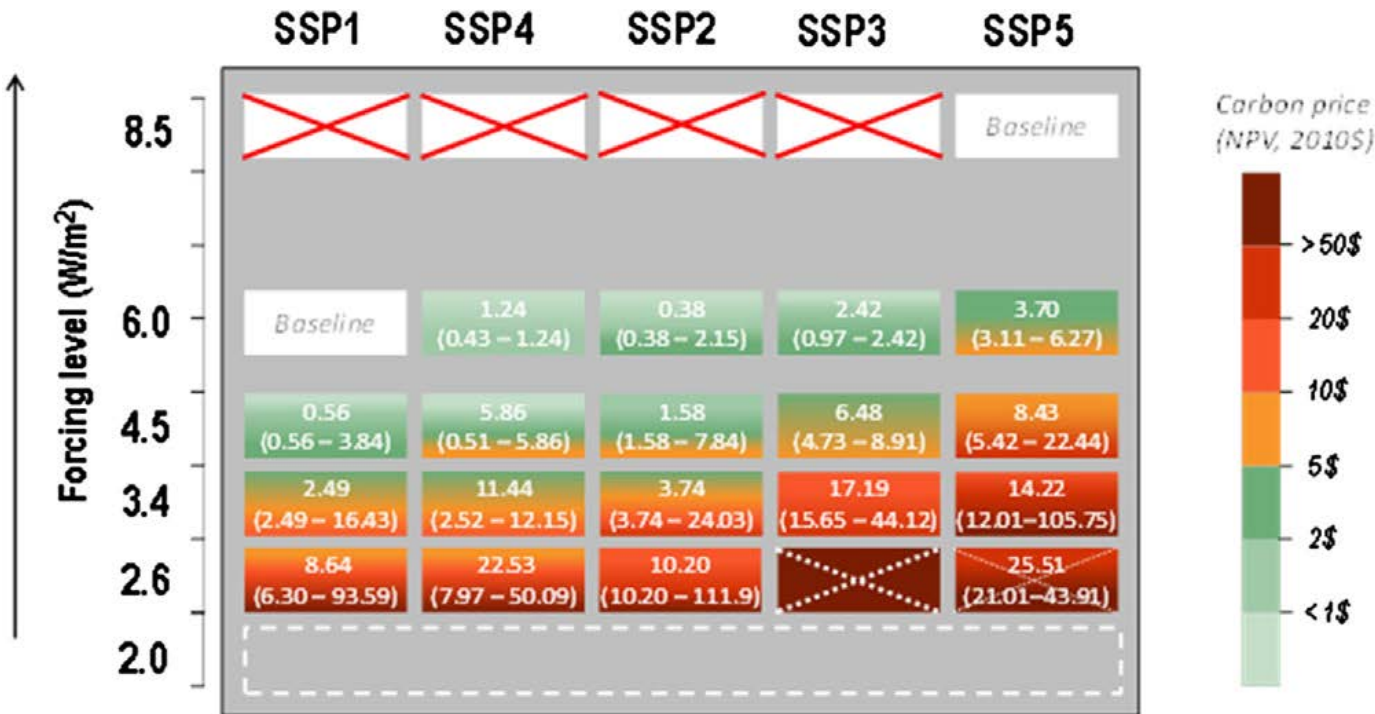 SSP1 SSP4 SSP2 SSP3 SSP5
Forcing level (W/m²)
8.5
Baseline
6.0
Baseline
1.24
(0.43 – 1.24)
0.38
(0.38 – 2.15)
2.42
(0.97 – 2.42)
3.70
(3.11 – 6.27)
4.5
0.56
(0.56 – 3.84)
5.86
(0.51 – 5.86)
1.58
(1.58 – 7.84)
6.48
(4.73 – 8.91)
8.43
(5.42 – 22.44)
3.4
2.49
(2.49 – 16.43)
11.44
(2.52 – 12.15)
3.74
(3.74 – 24.03)
17.19
(15.65 – 44.12)
14.22
(12.01–105.75)
2.6
8.64
(6.30 – 93.59)
22.53
(7.97 – 50.09)
10.20
(10.20 – 111.9)
25.51
(21.01–43.91)
2.0
Carbon price
(NPV, 2010$)
>50$
20$
10$
5$
2$
<1$